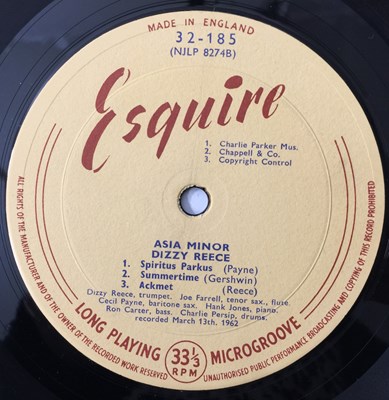 MADE IN ENGLAND
32-185
(NJLP 8274B)
Esquire
1. Charlie Parker Mus.
2. Chappell & Co.
3. Copyright Control
ASIA MINOR
DIZZY REECE
1. Spiritus Parkus (Payne)
2. Summertime (Gershwin)
3. Ackmet (Reece)
Dizzy Reece, trumpet. Joe Farrell, tenor sax., flute.
Cecil Payne, baritone sax. Hank Jones, piano.
Ron Carter, bass. Charlie Persip, drums.
recorded March 13th. 1962
LONG PLAYING 33⅓ RPM MICROGROOVE
ALL RIGHTS OF THE MANUFACTURER AND OF THE OWNER OF THE RECORDED WORK RESERVED
UNAUTHORISED PUBLIC PERFORMANCE BROADCASTING AND COPYING OF THIS RECORD PROHIBITED